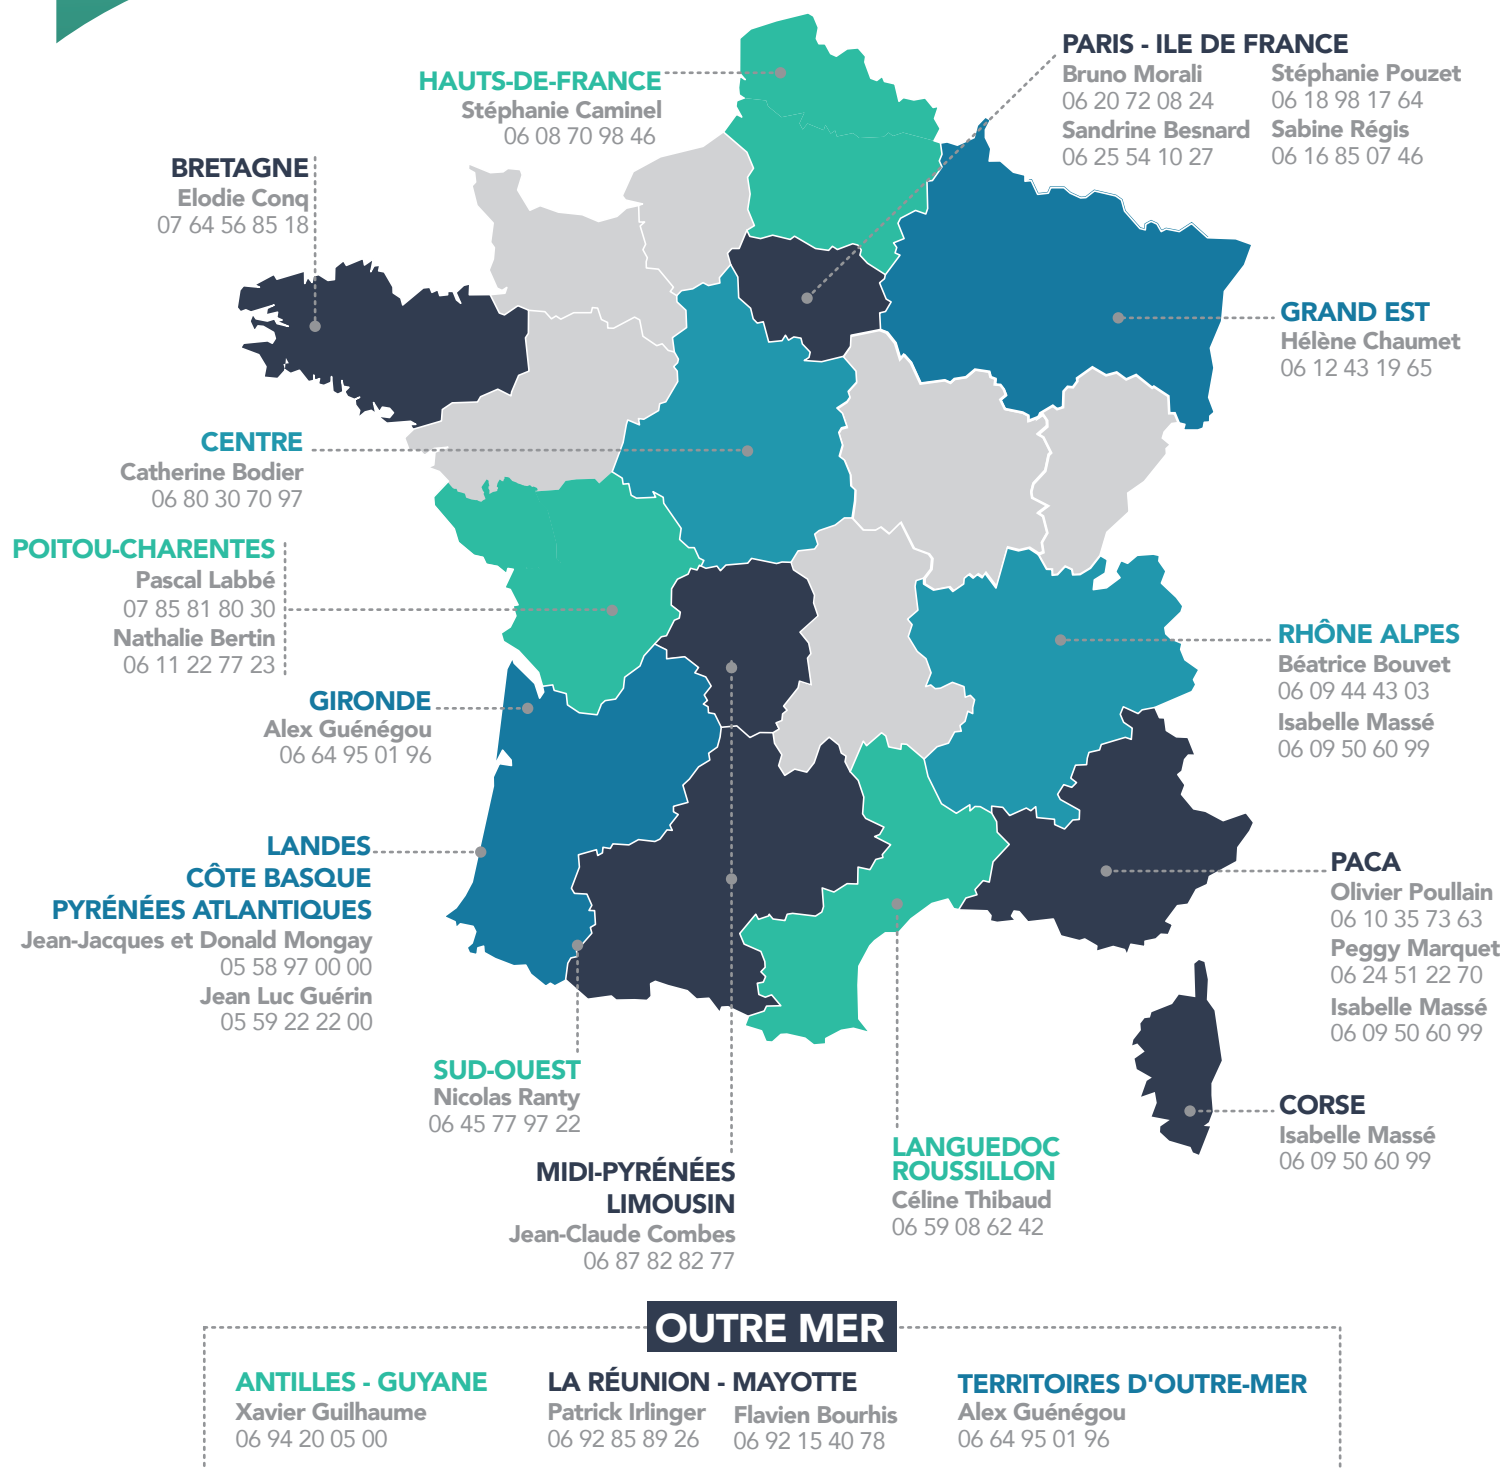 HAUTS-DE-FRANCE
Stéphanie Caminel
06 08 70 98 46
PARIS - ILE DE FRANCE
Bruno Morali
06 20 72 08 24
Sandrine Besnard
06 25 54 10 27
Stéphanie Pouzet
06 18 98 17 64
Sabine Régis
06 16 85 07 46
BRETAGNE
Elodie Conq
07 64 56 85 18
GRAND EST
Hélène Chaumet
06 12 43 19 65
CENTRE
Catherine Bodier
06 80 30 70 97
POITOU-CHARENTES
Pascal Labbé
07 85 81 80 30
Nathalie Bertin
06 11 22 77 23
RHÔNE ALPES
Béatrice Bouvet
06 09 44 43 03
Isabelle Massé
06 09 50 60 99
GIRONDE
Alex Guénégou
06 64 95 01 96
LANDES
CÔTE BASQUE
PYRÉNÉES ATLANTIQUES
Jean-Jacques et Donald Mongay
05 58 97 00 00
Jean Luc Guérin
05 59 22 22 00
PACA
Olivier Poullain
06 10 35 73 63
Peggy Marquet
06 24 51 22 70
Isabelle Massé
06 09 50 60 99
SUD-OUEST
Nicolas Ranty
06 45 77 97 22
CORSE
Isabelle Massé
06 09 50 60 99
MIDI-PYRÉNÉES
LIMOUSIN
Jean-Claude Combes
06 87 82 82 77
LANGUEDOC
ROUSSILLON
Céline Thibaud
06 59 08 62 42
OUTRE MER
ANTILLES - GUYANE
Xavier Guilhaume
06 94 20 05 00
LA RÉUNION - MAYOTTE
Patrick Irlinger
06 92 85 89 26
Flavien Bourhis
06 92 15 40 78
TERRITOIRES D'OUTRE-MER
Alex Guénégou
06 64 95 01 96